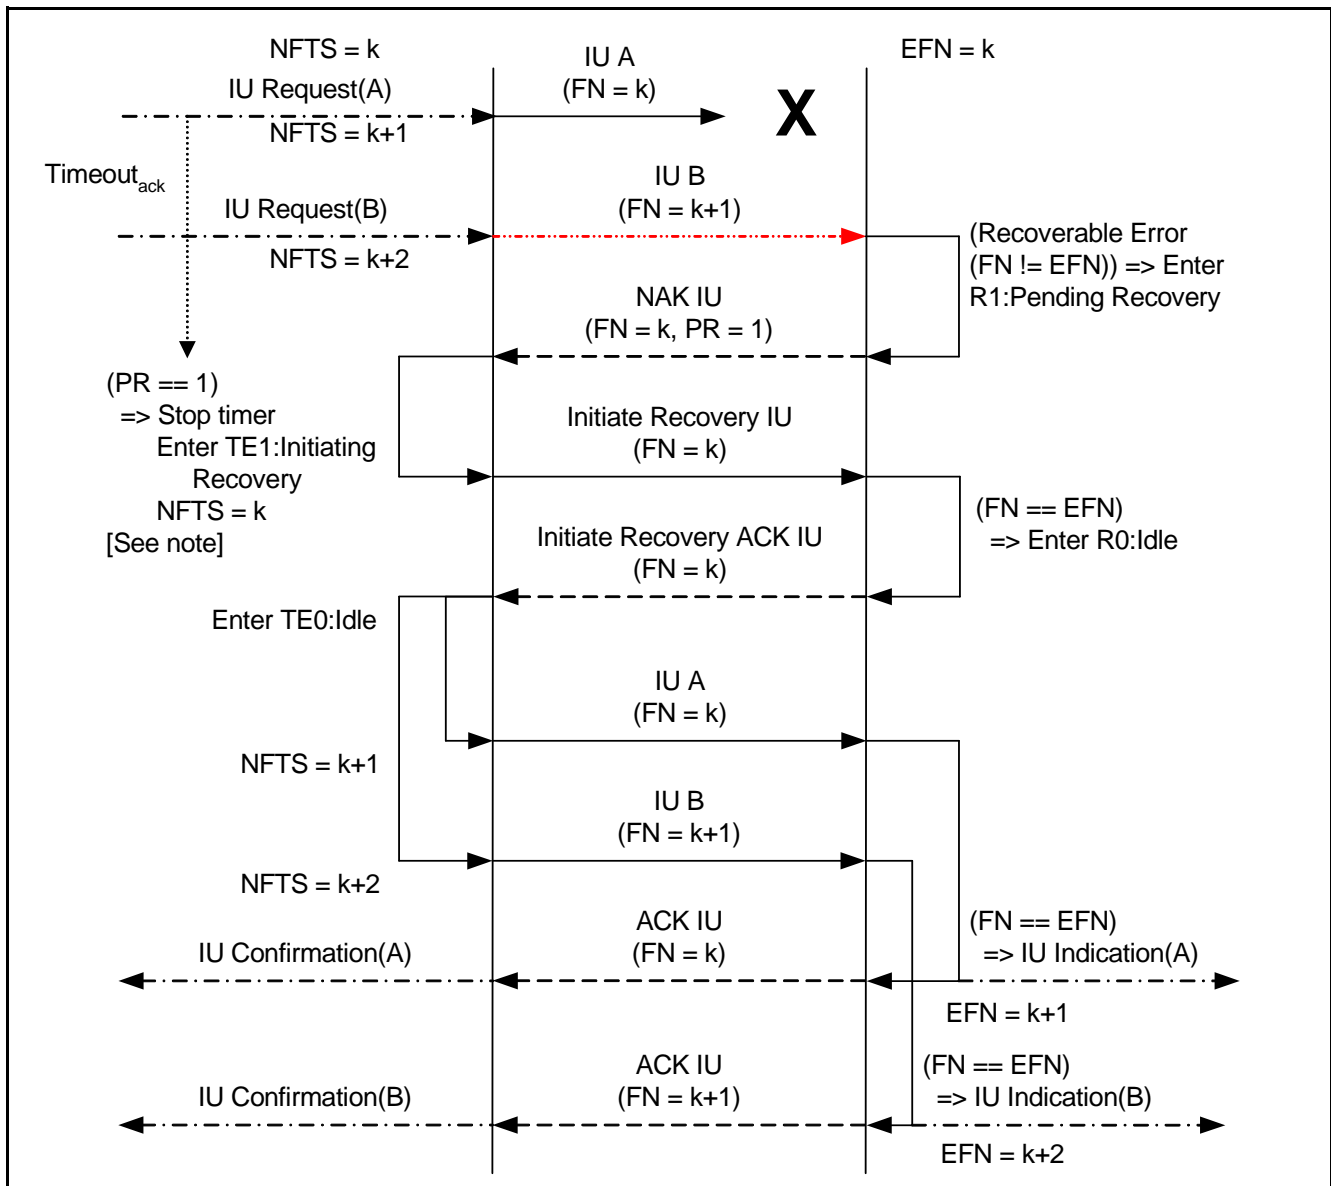 NFTS = k
IU A
(FN = k)
EFN = k
IU Request(A)
NFTS = k+1
X
Timeoutack
IU Request(B)
NFTS = k+2
IU B
(FN = k+1)
(Recoverable Error
(FN != EFN)) => Enter
R1:Pending Recovery
NAK IU
(FN = k, PR = 1)
(PR == 1)
=> Stop timer
Enter TE1:Initiating
Recovery
NFTS = k
[See note]
Initiate Recovery IU
(FN = k)
(FN == EFN)
=> Enter R0:Idle
Initiate Recovery ACK IU
(FN = k)
Enter TE0:Idle
IU A
(FN = k)
NFTS = k+1
IU B
(FN = k+1)
NFTS = k+2
ACK IU
(FN = k)
IU Confirmation(A)
(FN == EFN)
=> IU Indication(A)
EFN = k+1
ACK IU
(FN = k+1)
IU Confirmation(B)
(FN == EFN)
=> IU Indication(B)
EFN = k+2